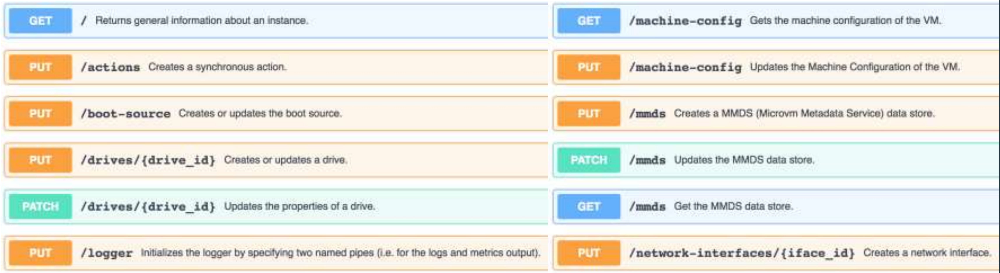 GET / Returns general information about an instance.
PUT /actions Creates a synchronous action.
PUT /boot-source Creates or updates the boot source.
PUT /drives/{drive_id} Creates or updates a drive.
PATCH /drives/{drive_id} Updates the properties of a drive.
PUT /logger Initializes the logger by specifying two named pipes (i.e. for the logs and metrics output).
GET /machine-config Gets the machine configuration of the VM.
PUT /machine-config Updates the Machine Configuration of the VM.
PUT /mmds Creates a MMDS (Microvm Metadata Service) data store.
PATCH /mmds Updates the MMDS data store.
GET /mmds Get the MMDS data store.
PUT /network-interfaces/{iface_id} Creates a network interface.